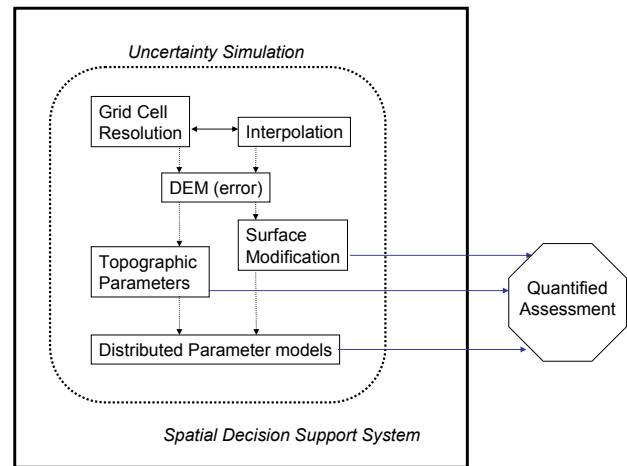 Uncertainty Simulation
Grid Cell
Resolution
Interpolation
DEM (error)
Surface
Modification
Topographic
Parameters
Quantified
Assessment
Distributed Parameter models
Spatial Decision Support System